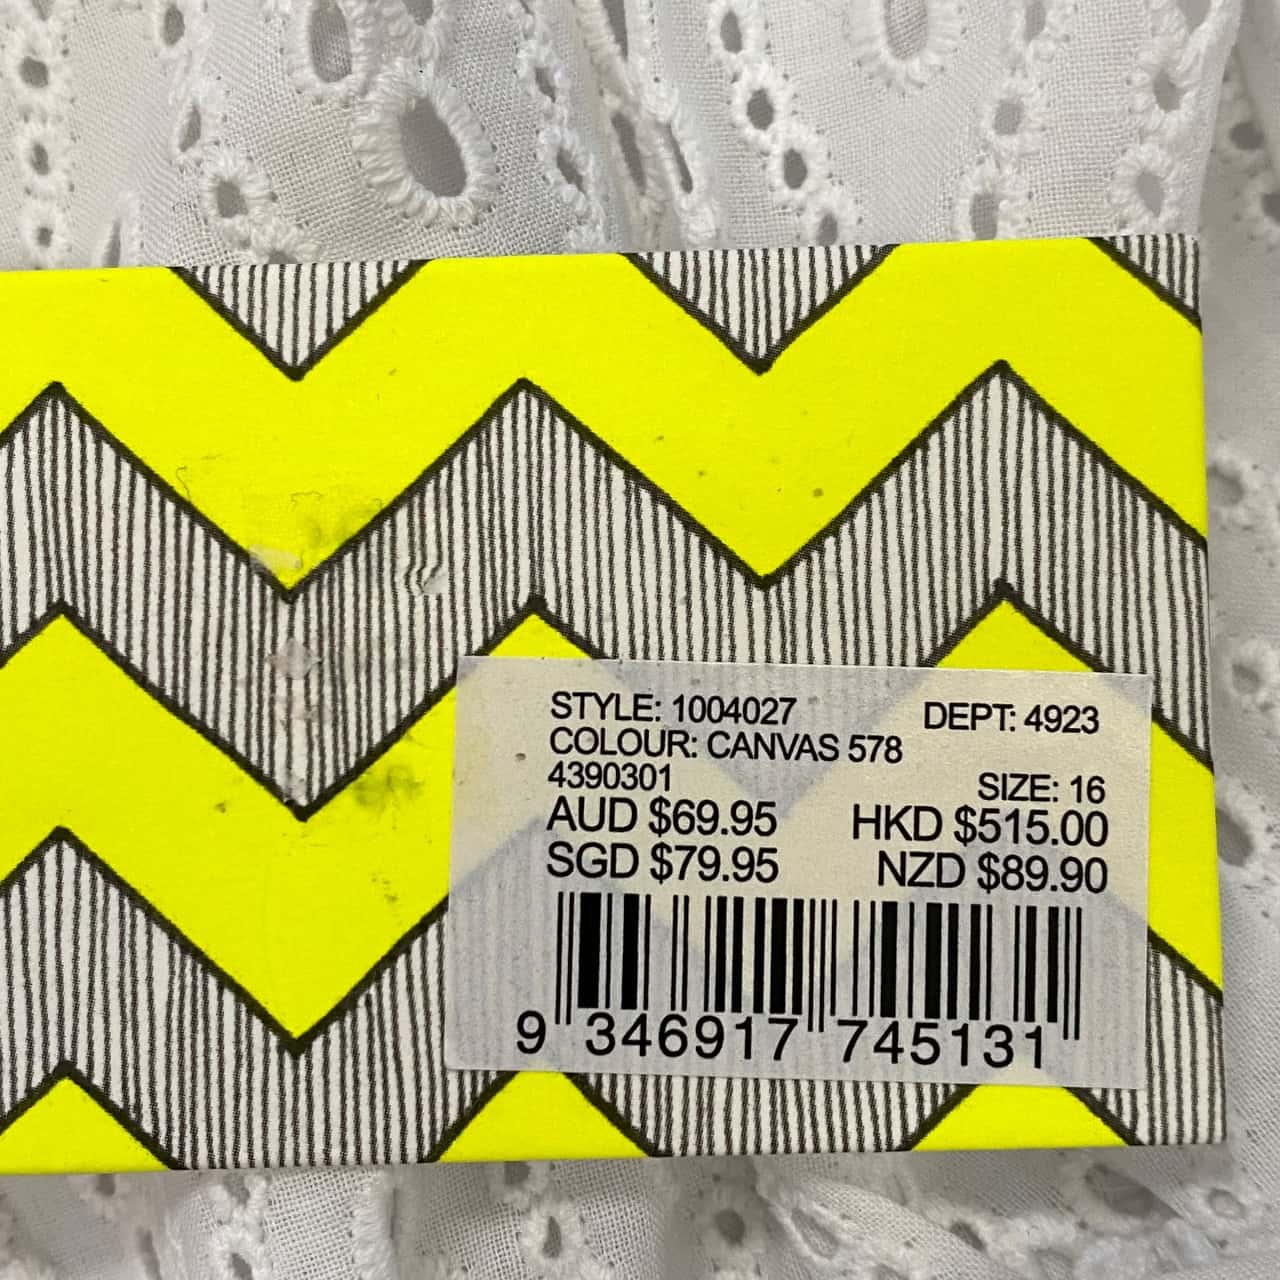 STYLE: 1004027 DEPT: 4923
COLOUR: CANVAS 578
4390301 SIZE: 16
AUD $69.95 HKD $515.00
SGD $79.95 NZD $89.90
9 346917 745131